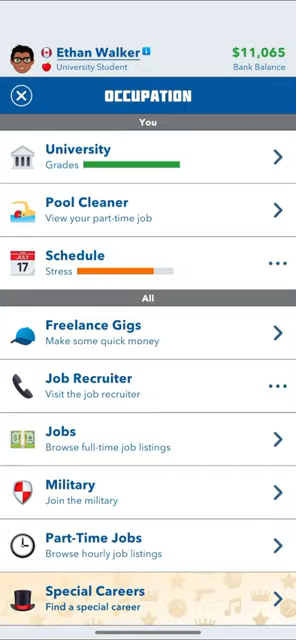 Ethan Walker
$11,065
University Student
Bank Balance
OCCUPATION
You
University
Grades
Pool Cleaner
View your part-time job
JULY
17
Schedule
Stress
All
Freelance Gigs
Make some quick money
Job Recruiter
Visit the job recruiter
Jobs
Browse full-time job listings
Military
Join the military
Part-Time Jobs
Browse hourly job listings
Special Careers
Find a special career